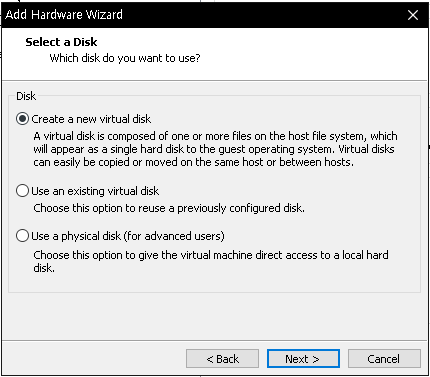 Add Hardware Wizard
Select a Disk
Which disk do you want to use?
Disk
Create a new virtual disk
A virtual disk is composed of one or more files on the host file system, which
will appear as a single hard disk to the guest operating system. Virtual disks
can easily be copied or moved on the same host or between hosts.
Use an existing virtual disk
Choose this option to reuse a previously configured disk.
Use a physical disk (for advanced users)
Choose this option to give the virtual machine direct access to a local hard
disk.
< Back Next > Cancel